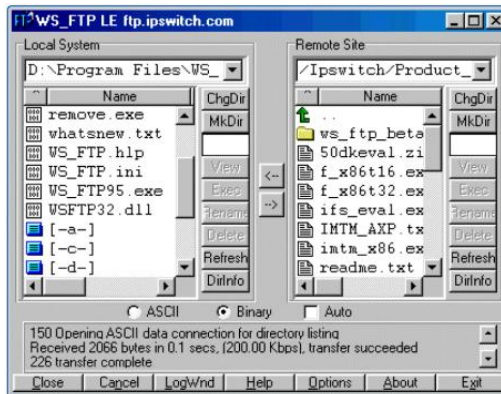 WS_FTP LE ftp.ipswitch.com
Local System
D:\Program Files\WS_
Name
remove.exe
whatsnew.txt
WS_FTP.hlp
WS_FTP.ini
WS_FTP95.exe
WSFTP32.dll
[-a-]
[-c-]
[-d-]
ChgDir
MkDir
View
Exec
Rename
Delete
Refresh
DirInfo
<--
-->
Remote Site
/Ipswitch/Product_
Name
..
ws_ftp_beta
50dkeval.zi
f_x86t16.ex
f_x86t32.ex
ifs_eval.ex
IMTM_AXP.tx
imtm_x86.ex
readme.txt
ChgDir
MkDir
View
Exec
Rename
Delete
Refresh
DirInfo
ASCII Binary Auto
150 Opening ASCII data connection for directory listing
Received 2066 bytes in 0.1 secs, (200.00 Kbps), transfer succeeded
226 transfer complete
Close Cancel LogWnd Help Options About Exit